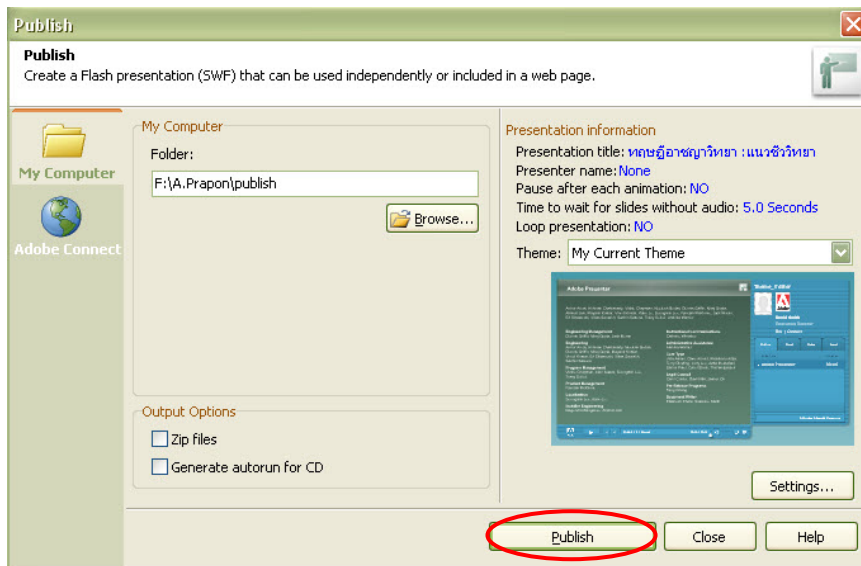 Publish
Publish
Create a Flash presentation (SWF) that can be used independently or included in a web page.
My Computer
Adobe Connect
My Computer
Folder:
F:\A.Prapon\publish
Browse...
Output Options
Zip files
Generate autorun for CD
Presentation information
Presentation title: ทฤษฎีอาชญาวิทยา :แนวชีววิทยา
Presenter name: None
Pause after each animation: NO
Time to wait for slides without audio: 5.0 Seconds
Loop presentation: NO
Theme: My Current Theme
Adobe Presenter
Settings...
Publish
Close
Help